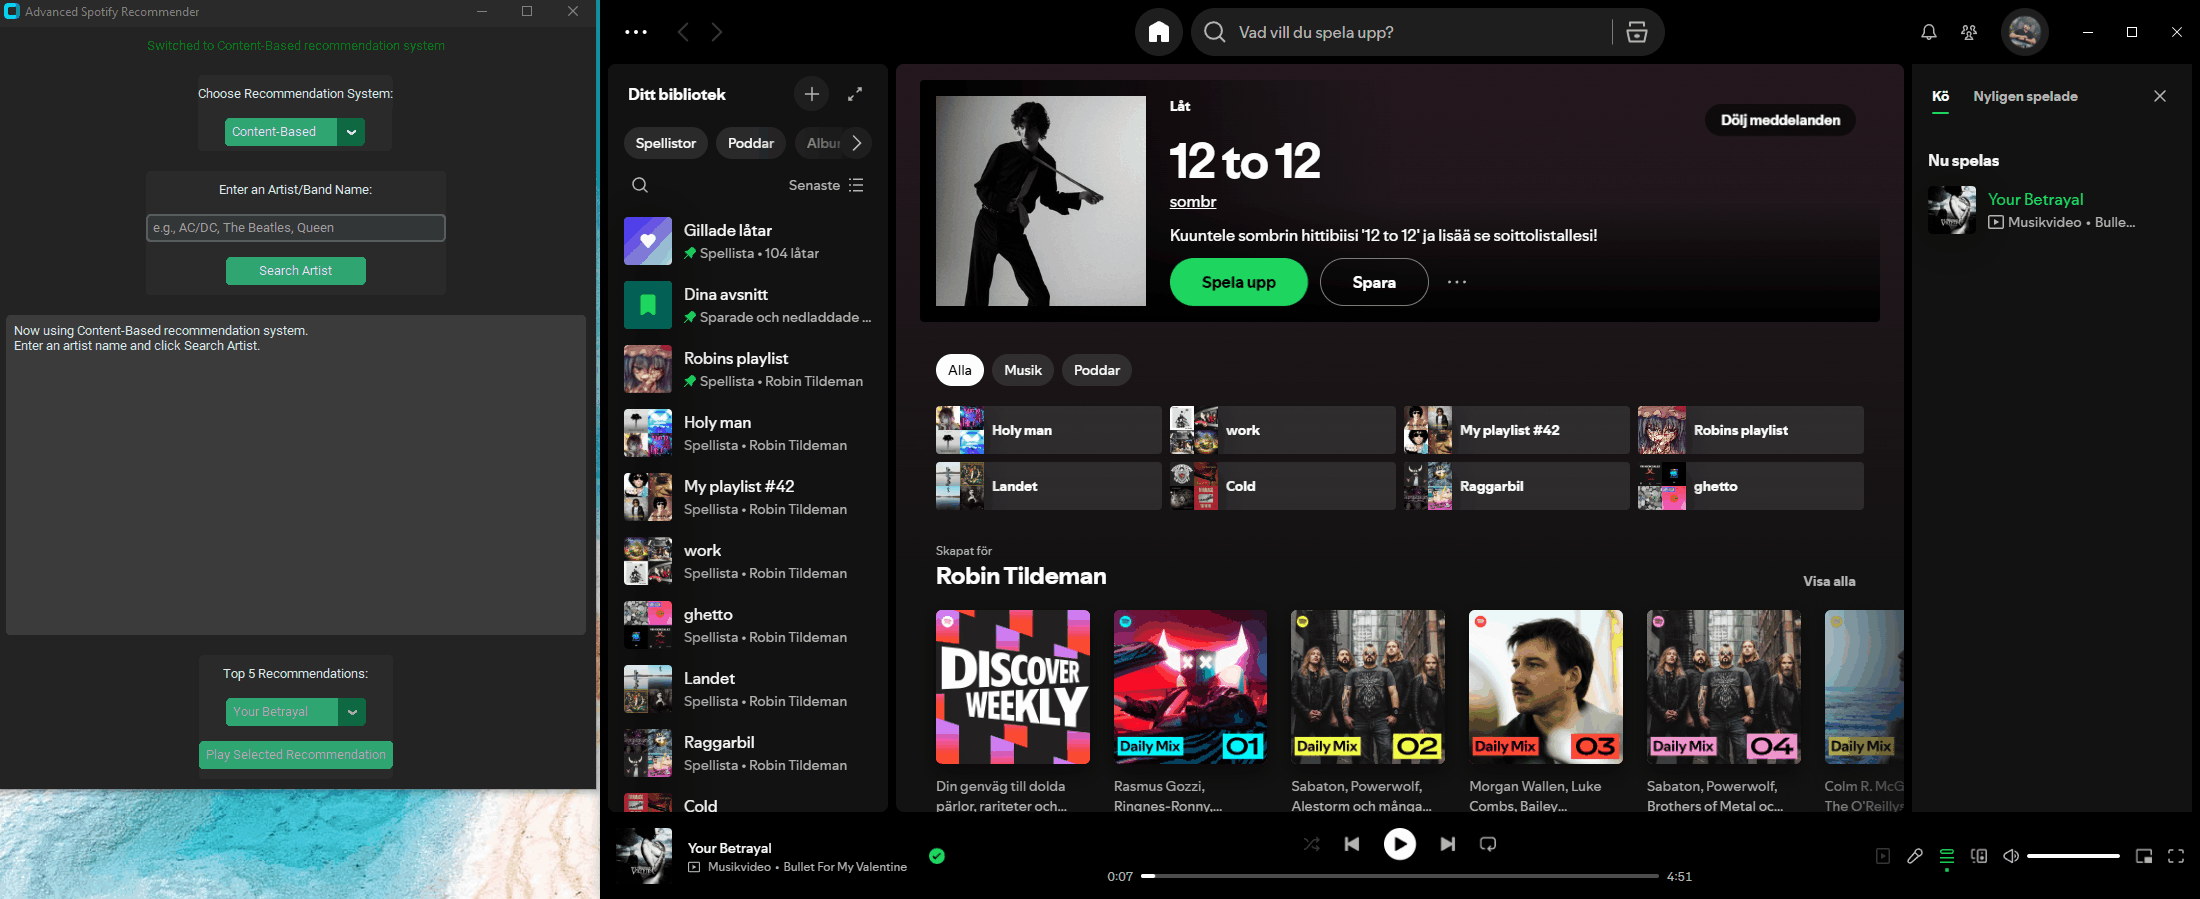 Advanced Spotify Recommender
Switched to Content-Based recommendation system
Choose Recommendation System:
Content-Based
Enter an Artist/Band Name:
e.g., AC/DC, The Beatles, Queen
Search Artist
Now using Content-Based recommendation system.
Enter an artist name and click Search Artist.
Top 5 Recommendations:
Your Betrayal
Play Selected Recommendation
Vad vill du spela upp?
Ditt bibliotek
Spellistor
Poddar
Albu
Senaste
Gillade låtar
Spellista • 104 låtar
Dina avsnitt
Sparade och nedladdade ...
Robins playlist
Spellista • Robin Tildeman
Holy man
Spellista • Robin Tildeman
My playlist #42
Spellista • Robin Tildeman
work
Spellista • Robin Tildeman
ghetto
Spellista • Robin Tildeman
Landet
Spellista • Robin Tildeman
Raggarbil
Spellista • Robin Tildeman
Cold
Låt
Dölj meddelanden
12 to 12
sombr
Kuuntele sombrin hittibiisi '12 to 12' ja lisää se soittolistallesi!
Spela upp
Spara
Alla
Musik
Poddar
Holy man
work
My playlist #42
Robins playlist
Landet
Cold
Raggarbil
ghetto
Skapat för
Robin Tildeman
Visa alla
DISCOVER
WEEKLY
Daily Mix 01
Daily Mix 02
Daily Mix 03
Daily Mix 04
Daily Mix
Din genväg till dolda
pärlor, rariteter och...
Rasmus Gozzi,
Ringnes-Ronny,...
Sabaton, Powerwolf,
Alestorm och många...
Morgan Wallen, Luke
Combs, Bailey...
Sabaton, Powerwolf,
Brothers of Metal oc...
Colm R. McG
The O'Reillys
Kö
Nyligen spelade
Nu spelas
Your Betrayal
Musikvideo • Bulle...
Your Betrayal
Musikvideo • Bullet For My Valentine
0:07
4:51